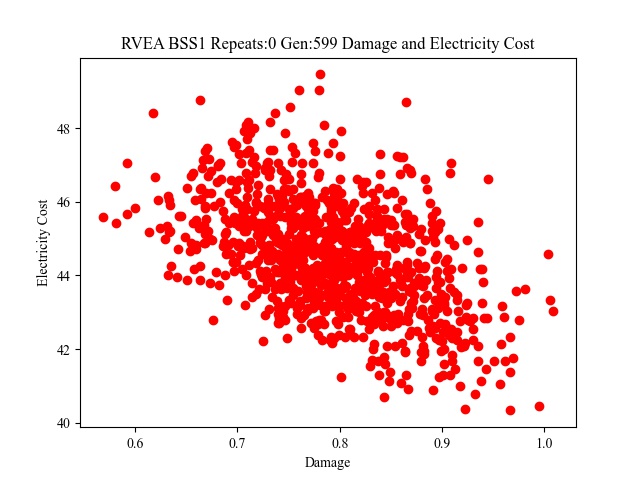 RVEA BSS1 Repeats:0 Gen:599 Damage and Electricity Cost
48
46
44
42
40
Electricity Cost
0.6 0.7 0.8 0.9 1.0
Damage